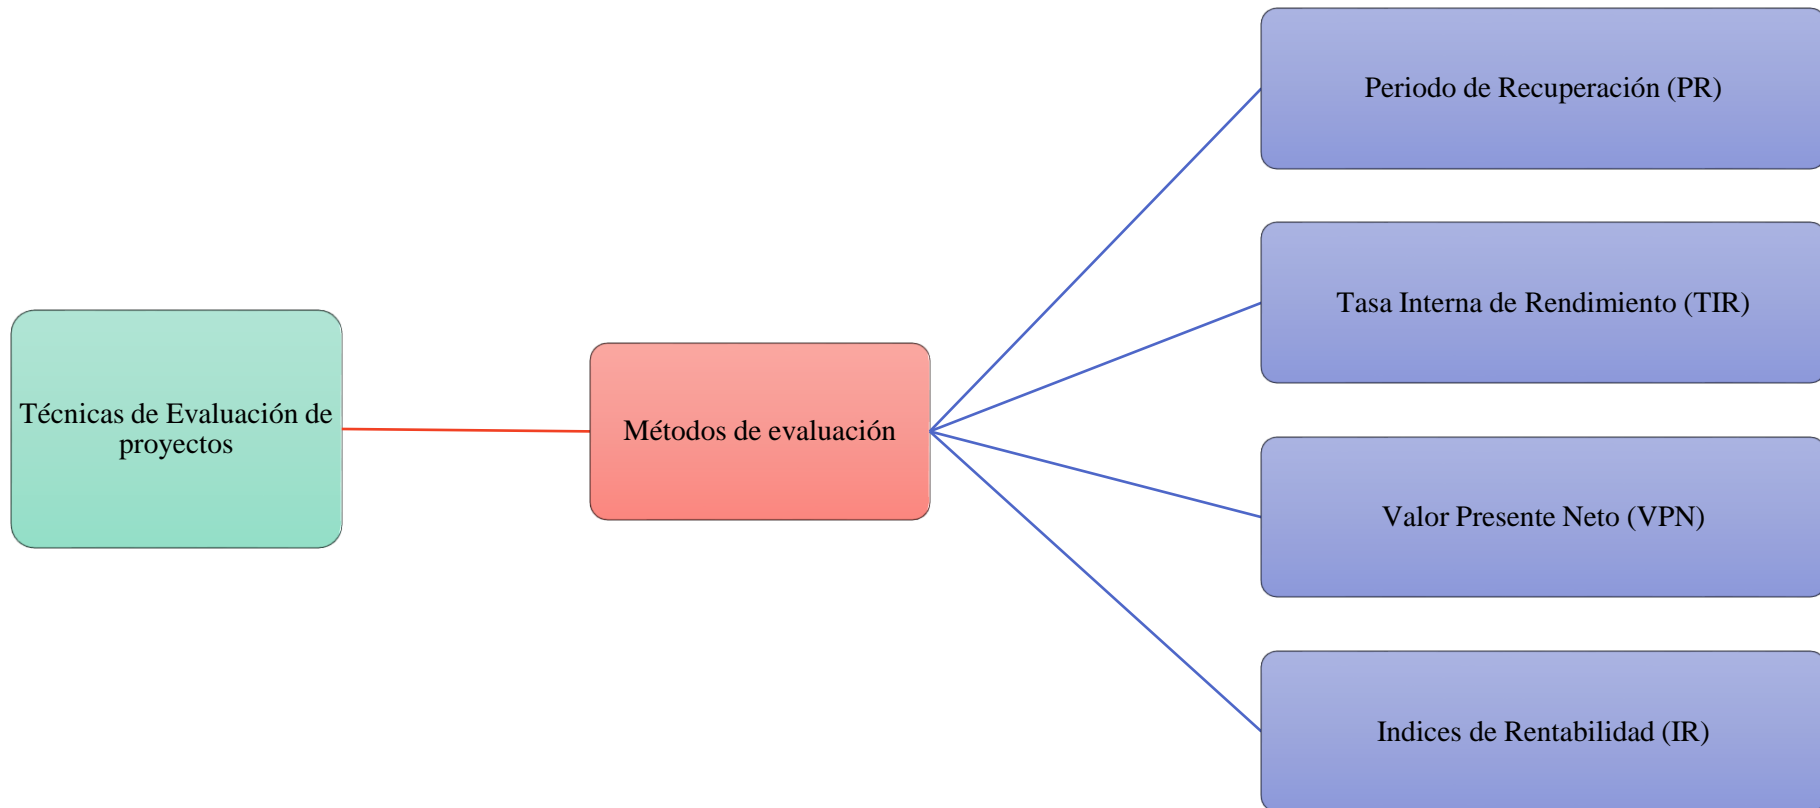 Técnicas de Evaluación de
proyectos
Métodos de evaluación
Periodo de Recuperación (PR)
Tasa Interna de Rendimiento (TIR)
Valor Presente Neto (VPN)
Indices de Rentabilidad (IR)